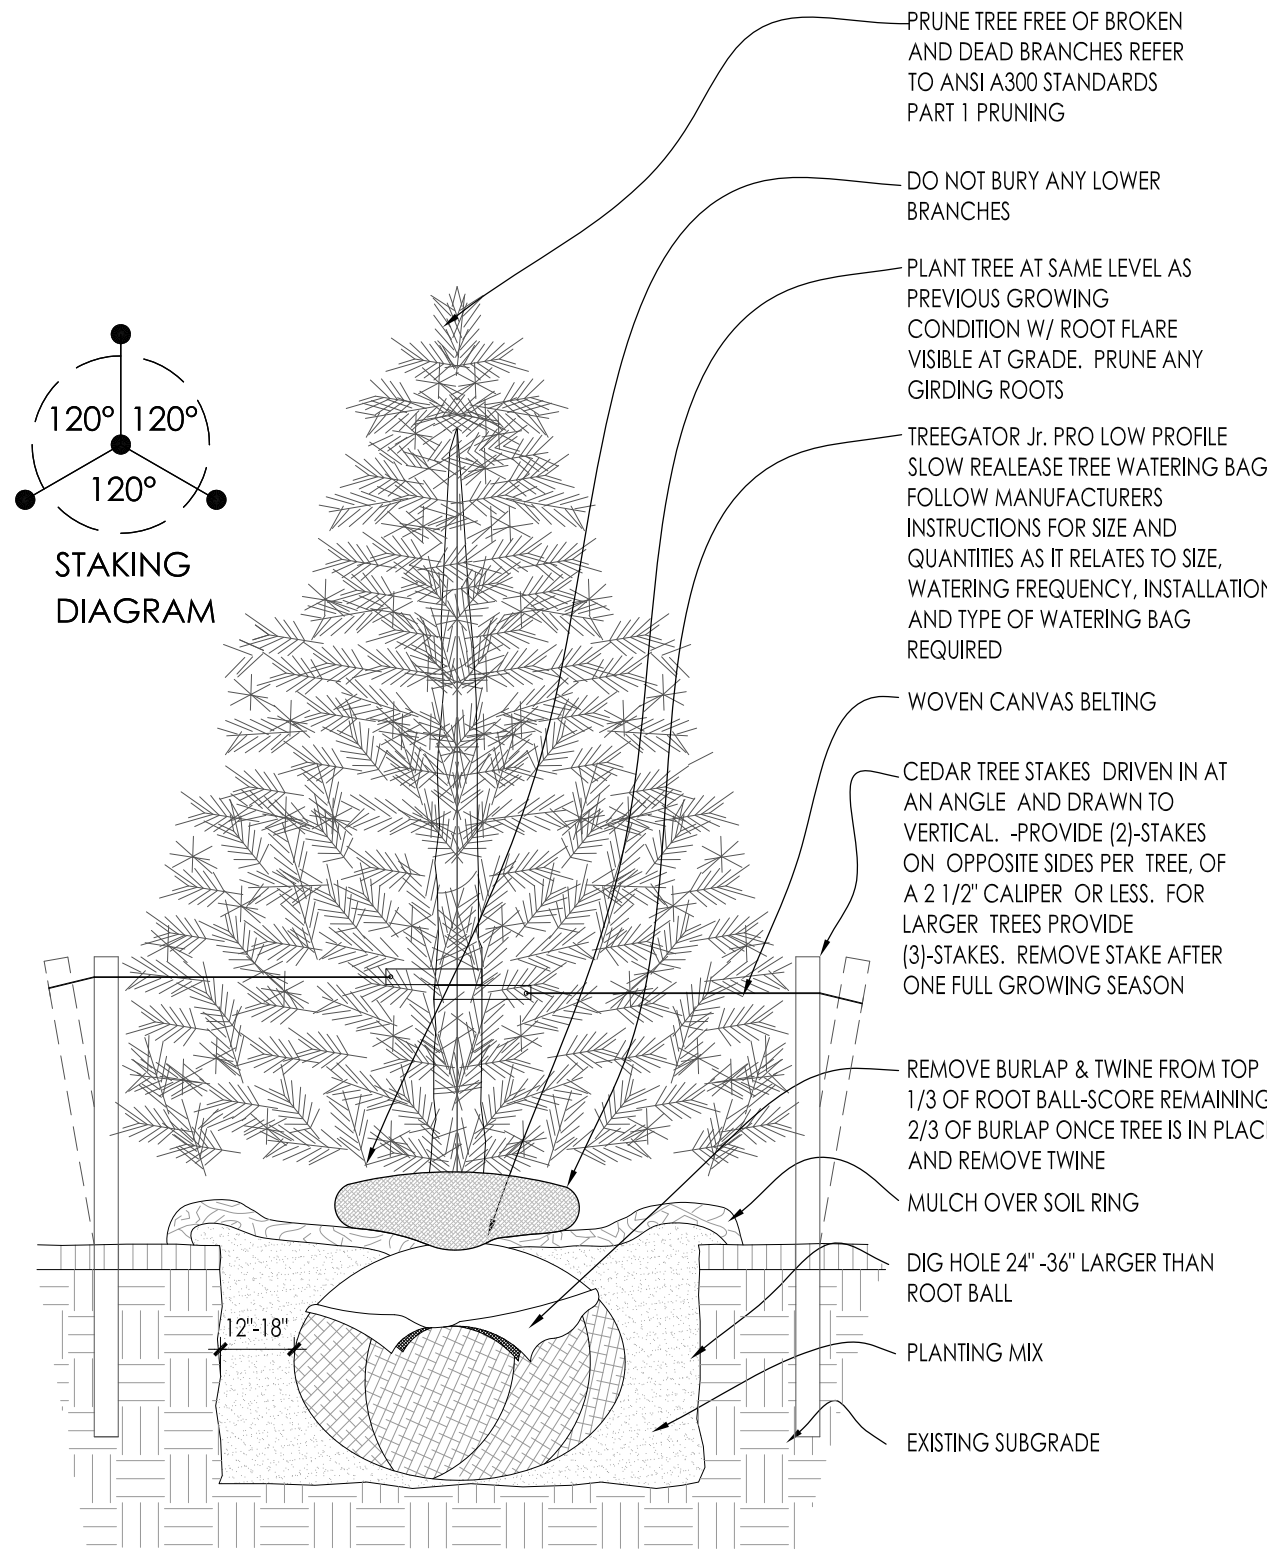 PRUNE TREE FREE OF BROKEN
AND DEAD BRANCHES REFER
TO ANSI A300 STANDARDS
PART 1 PRUNING
DO NOT BURY ANY LOWER
BRANCHES
PLANT TREE AT SAME LEVEL AS
PREVIOUS GROWING
CONDITION W/ ROOT FLARE
VISIBLE AT GRADE. PRUNE ANY
GIRDING ROOTS
120° 120°
120°
STAKING
DIAGRAM
TREEGATOR Jr. PRO LOW PROFILE
SLOW REALEASE TREE WATERING BAG
FOLLOW MANUFACTURERS
INSTRUCTIONS FOR SIZE AND
QUANTITIES AS IT RELATES TO SIZE,
WATERING FREQUENCY, INSTALLATION
AND TYPE OF WATERING BAG
REQUIRED
WOVEN CANVAS BELTING
CEDAR TREE STAKES DRIVEN IN AT
AN ANGLE AND DRAWN TO
VERTICAL. -PROVIDE (2)-STAKES
ON OPPOSITE SIDES PER TREE, OF
A 2 1/2" CALIPER OR LESS. FOR
LARGER TREES PROVIDE
(3)-STAKES. REMOVE STAKE AFTER
ONE FULL GROWING SEASON
REMOVE BURLAP & TWINE FROM TOP
1/3 OF ROOT BALL-SCORE REMAINING
2/3 OF BURLAP ONCE TREE IS IN PLAC
AND REMOVE TWINE
MULCH OVER SOIL RING
DIG HOLE 24" -36" LARGER THAN
ROOT BALL
12"-18"
PLANTING MIX
EXISTING SUBGRADE